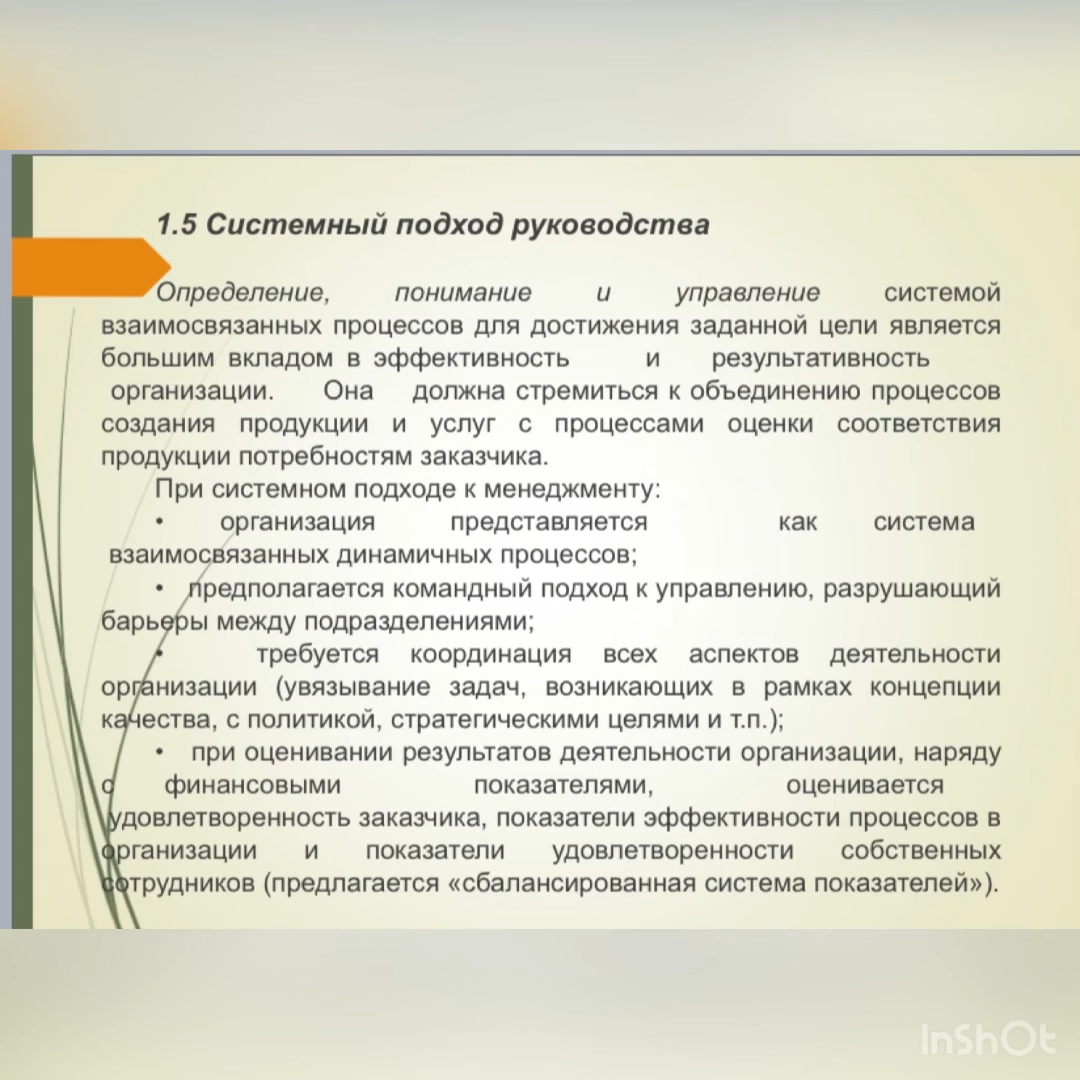 1.5 Системный подход руководства
Определение, понимание и управление системой
взаимосвязанных процессов для достижения заданной цели является
большим вкладом в эффективность и результативность
организации. Она должна стремиться к объединению процессов
создания продукции и услуг с процессами оценки соответствия
продукции потребностям заказчика.
При системном подходе к менеджменту:
• организация представляется как система
взаимосвязанных динамичных процессов;
• предполагается командный подход к управлению, разрушающий
барьеры между подразделениями;
• требуется координация всех аспектов деятельности
организации (увязывание задач, возникающих в рамках концепции
качества, с политикой, стратегическими целями и т.п.);
• при оценивании результатов деятельности организации, наряду
с финансовыми показателями, оценивается
удовлетворенность заказчика, показатели эффективности процессов в
организации и показатели удовлетворенности собственных
сотрудников (предлагается «сбалансированная система показателей»).
InShOt